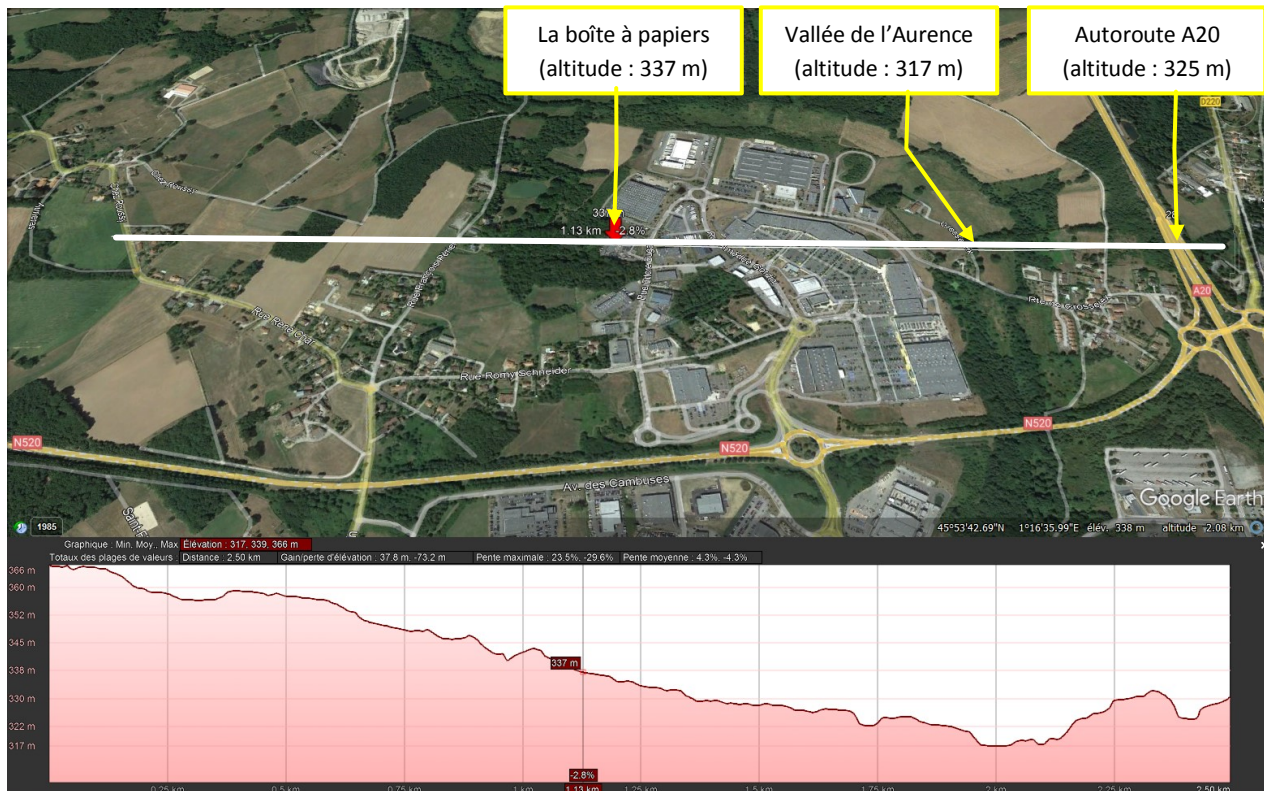 La boîte à papiers
(altitude : 337 m)
Vallée de l'Aurence
(altitude : 317 m)
Autoroute A20
(altitude : 325 m)
D220
Chez Roussy
337 m
1.13 km -2.8%
A20
Rue René Char
Rue Romy Schneider
N520
N520
N520
Av. des Cambuses
Google Earth
1985
45°53'42.69"N 1°16'35.99"E élév. 338 m altitude 2.08 km
Graphique : Min. Moy.. Max. Élévation : 317, 339, 366 m
Totaux des plages de valeurs : Distance : 2.50 km Gain/perte d'élévation : 37.8 m. -73.2 m Pente maximale : 23.5%. -29.6% Pente moyenne : 4.3%. -4.3%
366 m
360 m
352 m
345 m
338 m
330 m
322 m
317 m
337 m
-2.8%
0.25 km 0.5 km 0.75 km 1 km 1.13 km 1.25 km 1.5 km 1.75 km 2 km 2.25 km 2.50 km